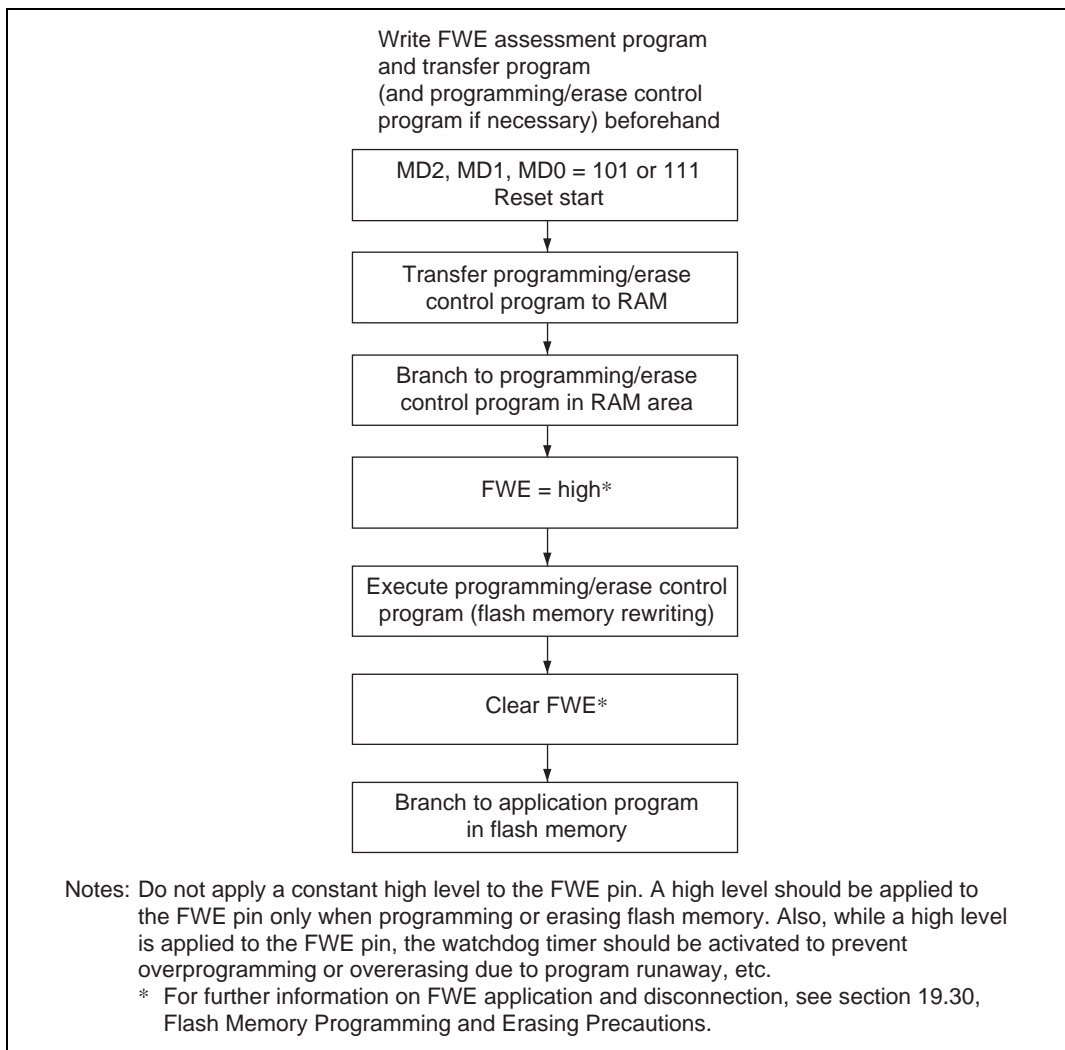 Write FWE assessment program
and transfer program
(and programming/erase control
program if necessary) beforehand
MD2, MD1, MD0 = 101 or 111
Reset start
Transfer programming/erase
control program to RAM
Branch to programming/erase
control program in RAM area
FWE = high*
Execute programming/erase control
program (flash memory rewriting)
Clear FWE*
Branch to application program
in flash memory
Notes: Do not apply a constant high level to the FWE pin. A high level should be applied to
the FWE pin only when programming or erasing flash memory. Also, while a high level
is applied to the FWE pin, the watchdog timer should be activated to prevent
overprogramming or overerasing due to program runaway, etc.
* For further information on FWE application and disconnection, see section 19.30,
Flash Memory Programming and Erasing Precautions.